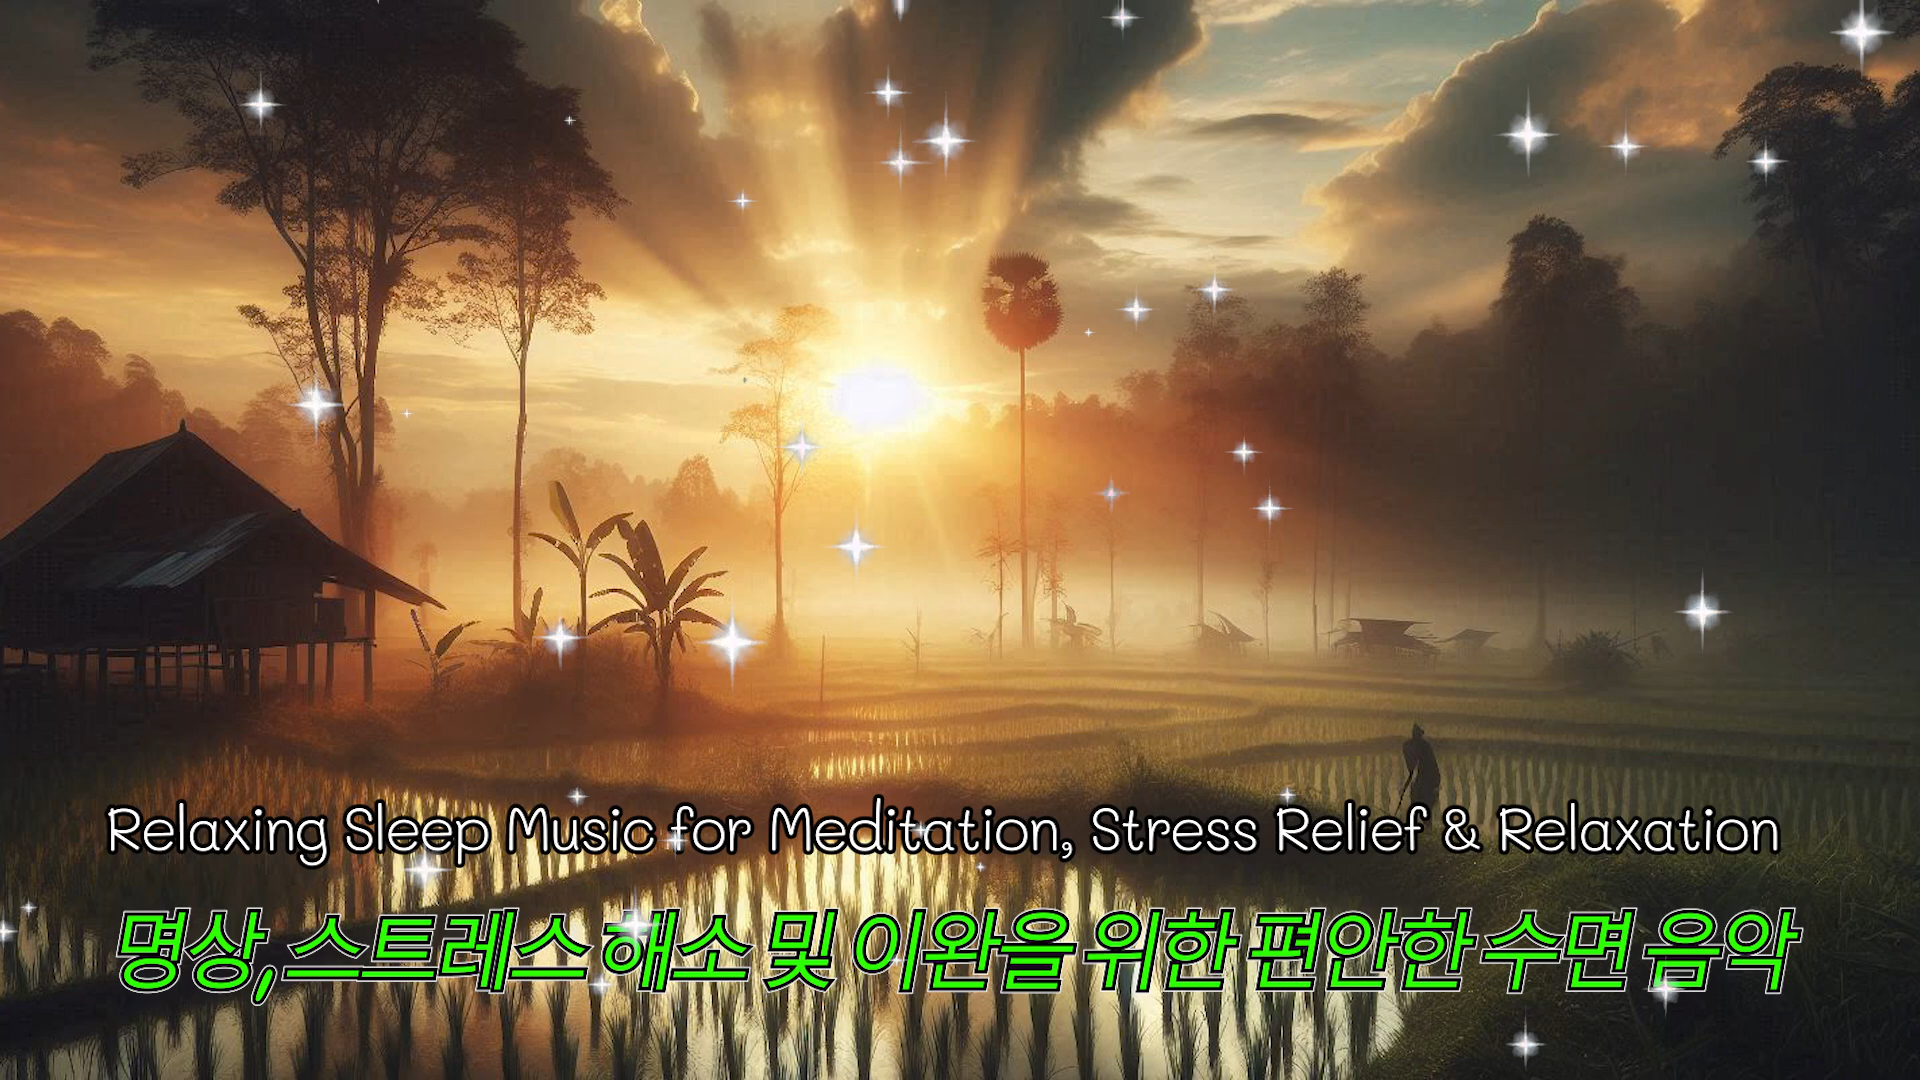 Relaxing Sleep Music for Meditation, Stress Relief & Relaxation
명상, 스트레스 해소 및 이완을 위한 편안한 수면 음악